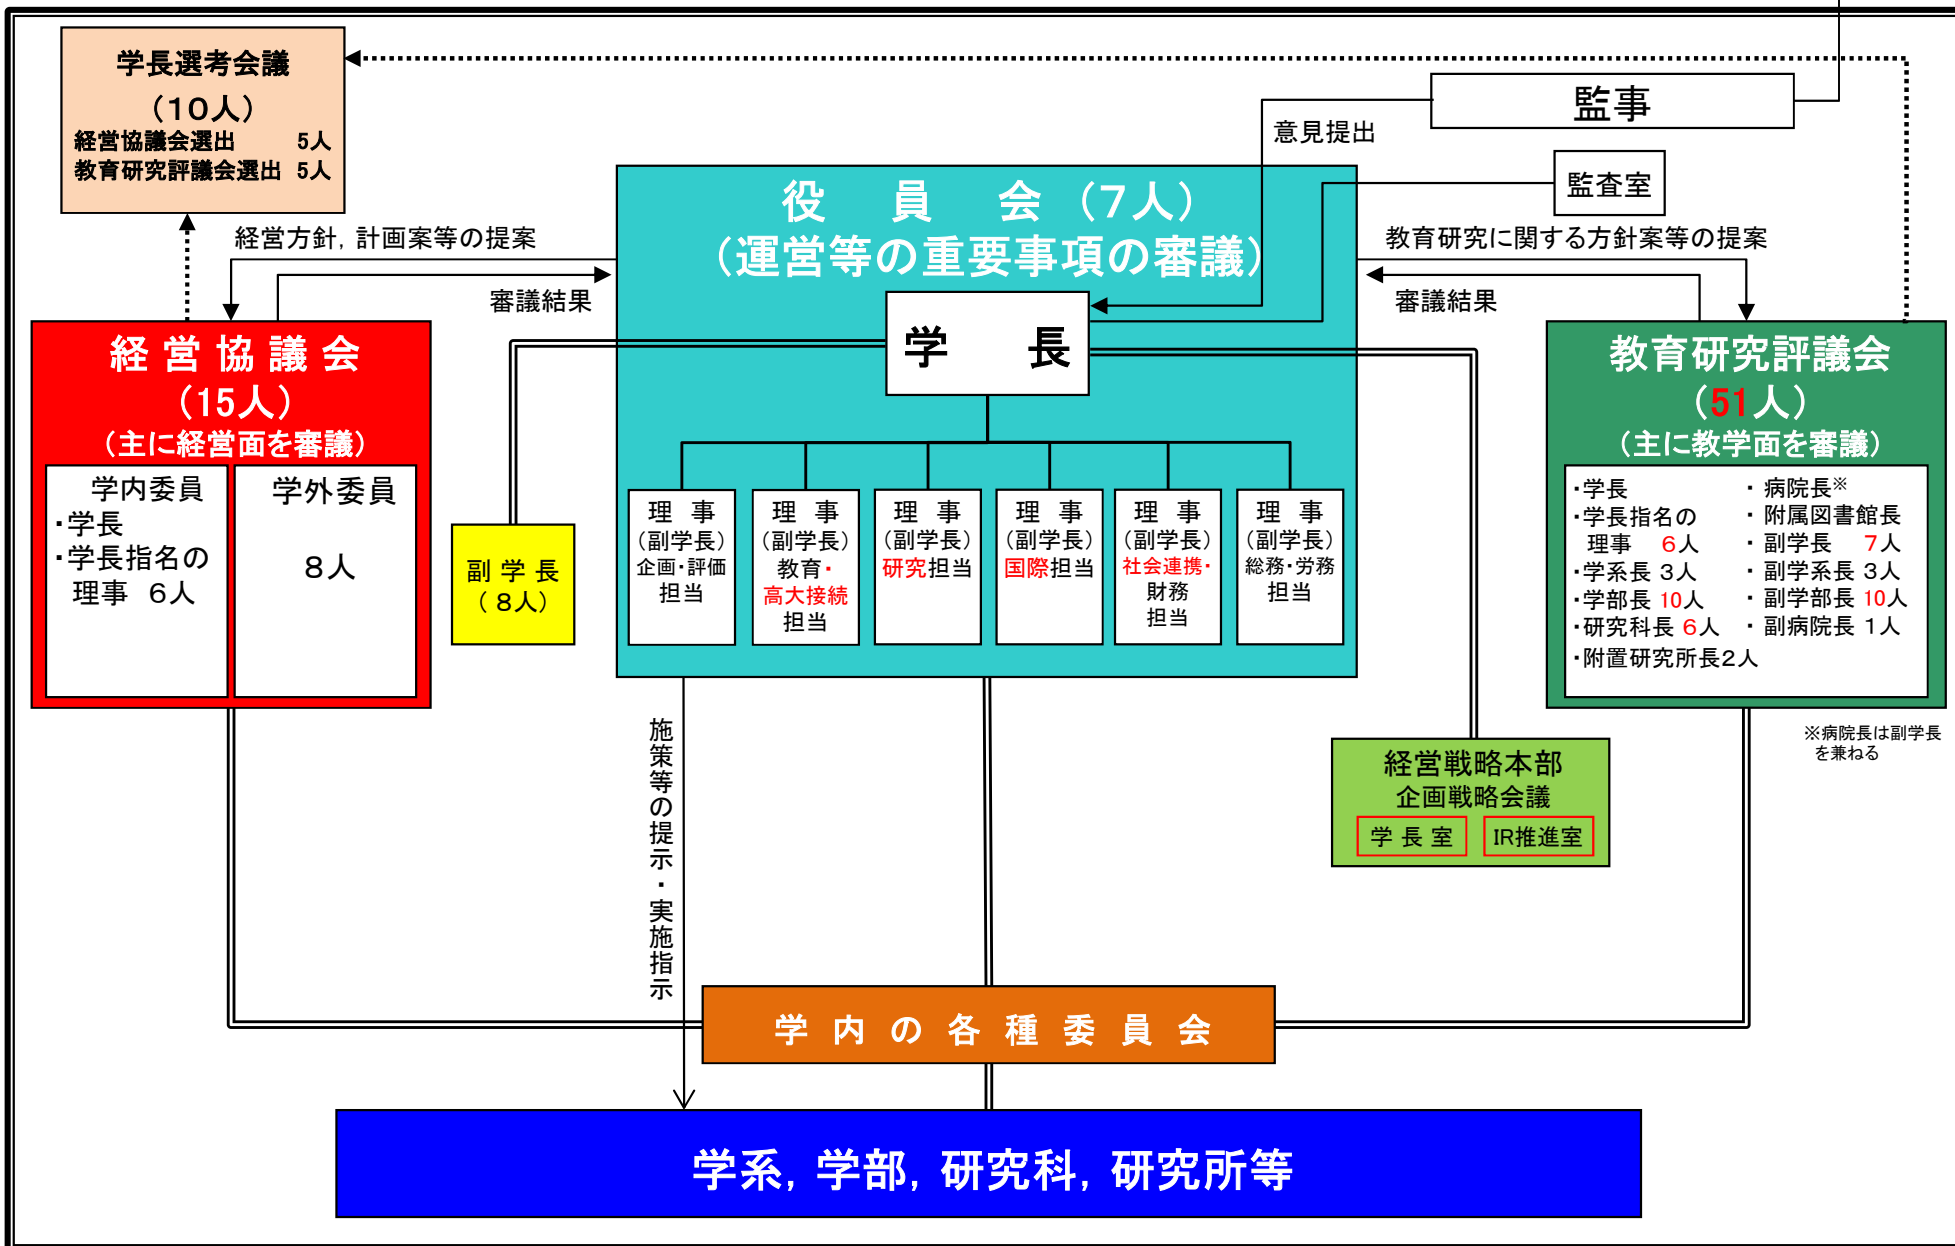 学長選考会議
（10人）
経営協議会選出 5人
教育研究評議会選出 5人
監事
意見提出
監査室
役員会（7人）
（運営等の重要事項の審議）
経営方針，計画案等の提案
審議結果
教育研究に関する方針案等の提案
審議結果
学長
経営協議会
（15人）
（主に経営面を審議）
学内委員
・学長
・学長指名の
理事 6人
学外委員
8人
副学長
（8人）
理事
（副学長）
企画・評価
担当
理事
（副学長）
教育・
高大接続
担当
理事
（副学長）
研究担当
理事
（副学長）
国際担当
理事
（副学長）
社会連携・
財務
担当
理事
（副学長）
総務・労務
担当
教育研究評議会
（51人）
（主に教学面を審議）
・学長
・学長指名の
理事 6人
・学系長 3人
・学部長 10人
・研究科長 6人
・附置研究所長2人
・病院長※
・附属図書館長
・副学長 7人
・副学系長 3人
・副学部長 10人
・副病院長 1人
※病院長は副学長
を兼ねる
経営戦略本部
企画戦略会議
学長室
IR推進室
施策等の提示・実施指示
学内の各種委員会
学系，学部，研究科，研究所等